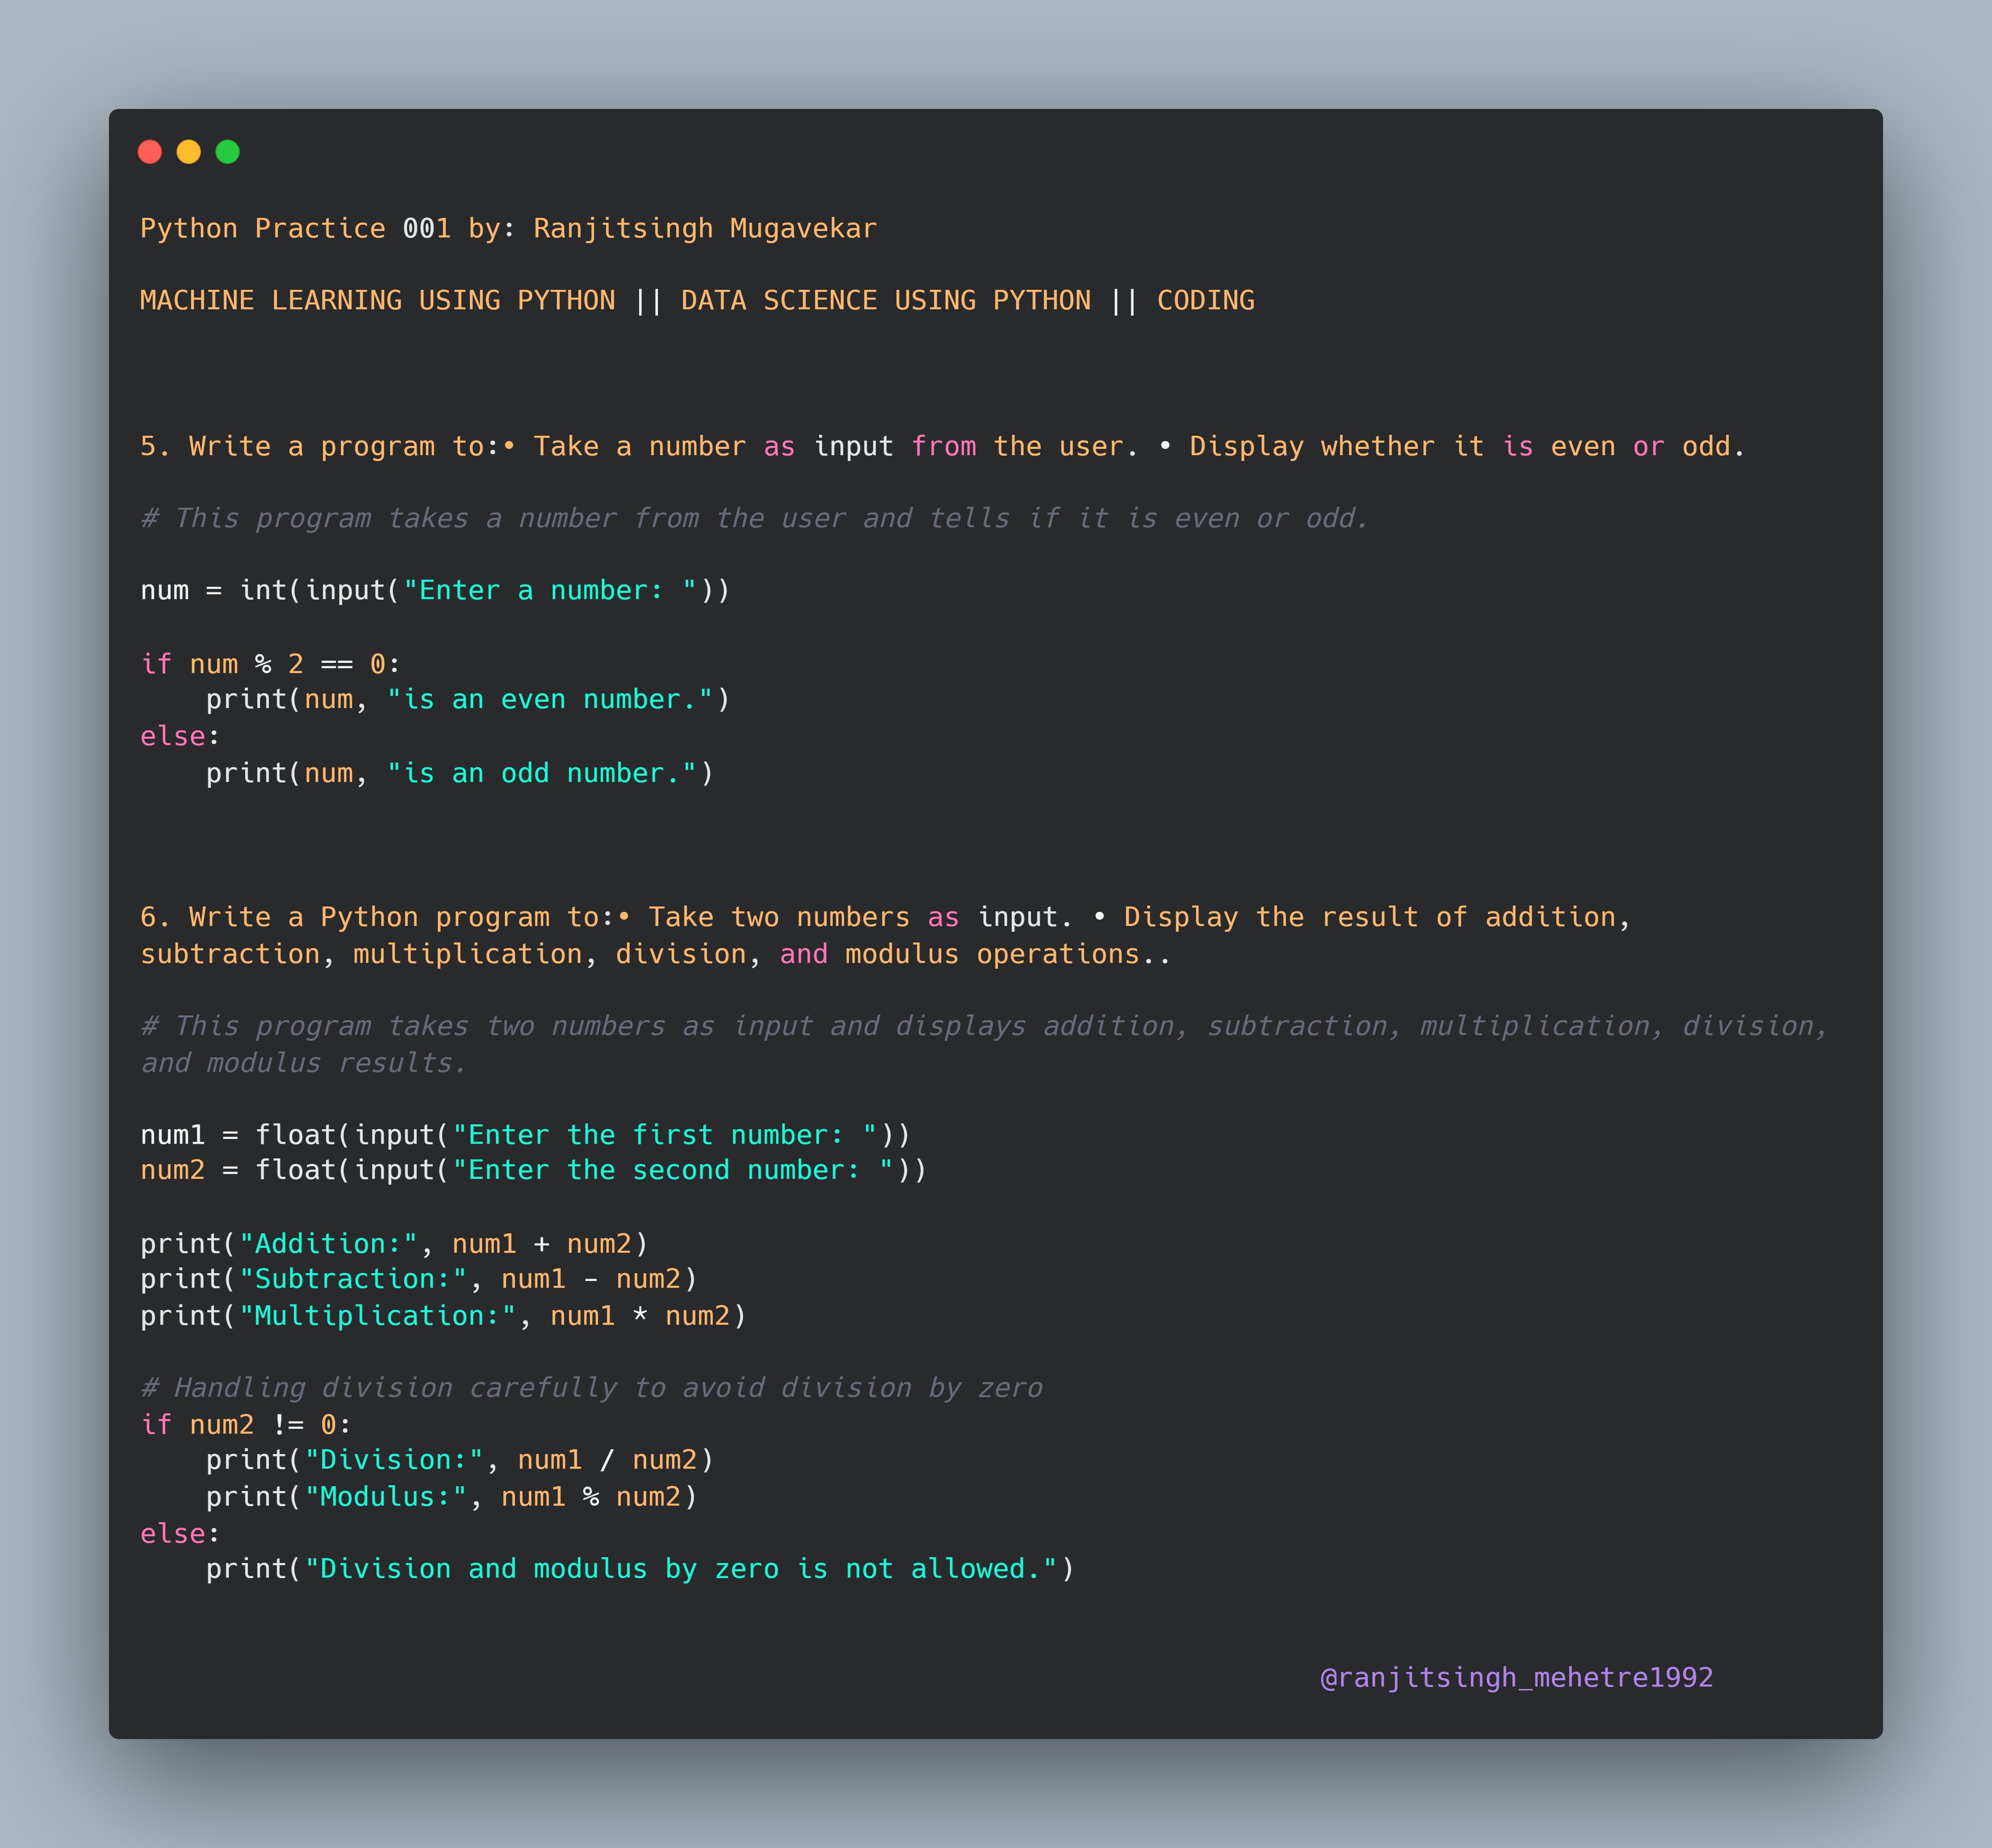 Python Practice 001 by: Ranjitsingh Mugavekar
MACHINE LEARNING USING PYTHON || DATA SCIENCE USING PYTHON || CODING
5. Write a program to:• Take a number as input from the user. • Display whether it is even or odd.
# This program takes a number from the user and tells if it is even or odd.
num = int(input("Enter a number: "))
if num % 2 == 0:
    print(num, "is an even number.")
else:
    print(num, "is an odd number.")
6. Write a Python program to:• Take two numbers as input. • Display the result of addition,
subtraction, multiplication, division, and modulus operations..
# This program takes two numbers as input and displays addition, subtraction, multiplication, division,
and modulus results.
num1 = float(input("Enter the first number: "))
num2 = float(input("Enter the second number: "))
print("Addition:", num1 + num2)
print("Subtraction:", num1 - num2)
print("Multiplication:", num1 * num2)
# Handling division carefully to avoid division by zero
if num2 != 0:
    print("Division:", num1 / num2)
    print("Modulus:", num1 % num2)
else:
    print("Division and modulus by zero is not allowed.")
@ranjitsingh_mehetre1992